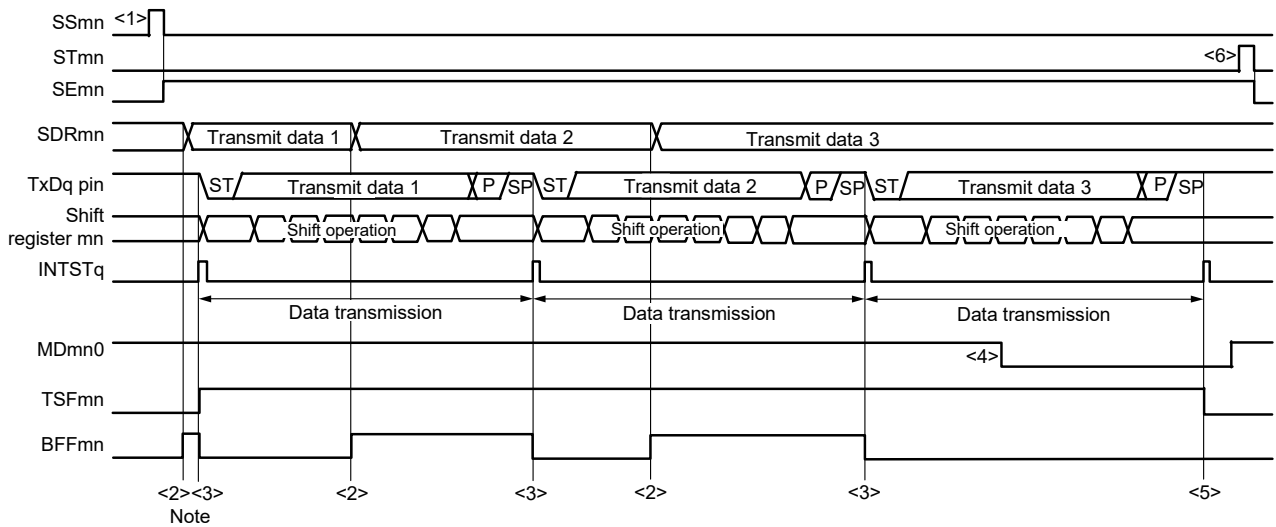 SSmn <1>
STmn <6>
SEmn
SDRmn Transmit data 1 Transmit data 2 Transmit data 3
TxDq pin ST Transmit data 1 P SP ST Transmit data 2 P SP ST Transmit data 3 P SP
Shift
register mn Shift operation Shift operation Shift operation
INTSTq
Data transmission Data transmission Data transmission
MDmn0 <4>
TSFmn
BFFmn
<2> <3> <2> <3> <2> <3> <5>
Note